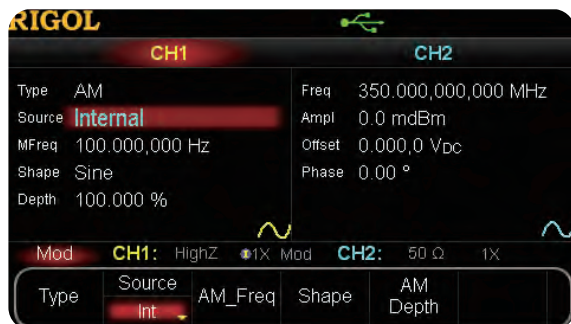 RIGOL
CH1
CH2
Type AM
Source Internal
MFreq 100.000,000 Hz
Shape Sine
Depth 100.000 %
Freq 350.000,000,000 MHz
Ampl 0.0 mdBm
Offset 0.000,0 VDC
Phase 0.00 °
Mod CH1: HighZ 1X Mod CH2: 50 Ω 1X
Type
Source
Int
AM_Freq
Shape
AM
Depth